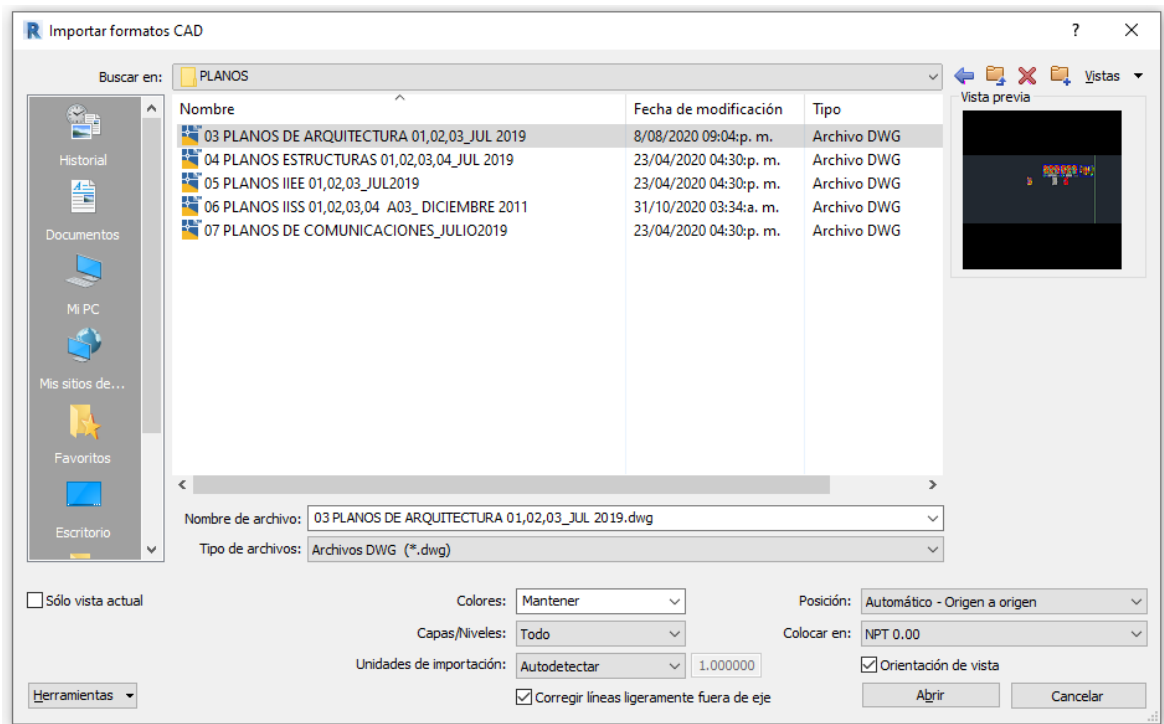 Importar formatos CAD ?
Buscar en: PLANOS Vistas
Nombre Fecha de modificación Tipo
Vista previa
03 PLANOS DE ARQUITECTURA 01,02,03_JUL 2019 8/08/2020 09:04:p. m. Archivo DWG
04 PLANOS ESTRUCTURAS 01,02,03,04_JUL 2019 23/04/2020 04:30:p. m. Archivo DWG
05 PLANOS IIEE 01,02,03_JUL2019 23/04/2020 04:30:p. m. Archivo DWG
06 PLANOS IISS 01,02,03,04 A03_ DICIEMBRE 2011 31/10/2020 03:34:a. m. Archivo DWG
07 PLANOS DE COMUNICACIONES_JULIO2019 23/04/2020 04:30:p. m. Archivo DWG
Historial
Documentos
Mi PC
Mis sitios de...
Favoritos
Escritorio
Nombre de archivo: 03 PLANOS DE ARQUITECTURA 01,02,03_JUL 2019.dwg
Tipo de archivos: Archivos DWG (*.dwg)
Sólo vista actual Colores: Mantener Posición: Automático - Origen a origen
Capas/Niveles: Todo Colocar en: NPT 0.00
Unidades de importación: Autodetectar 1.000000 Orientación de vista
Herramientas Corregir líneas ligeramente fuera de eje Abrir Cancelar